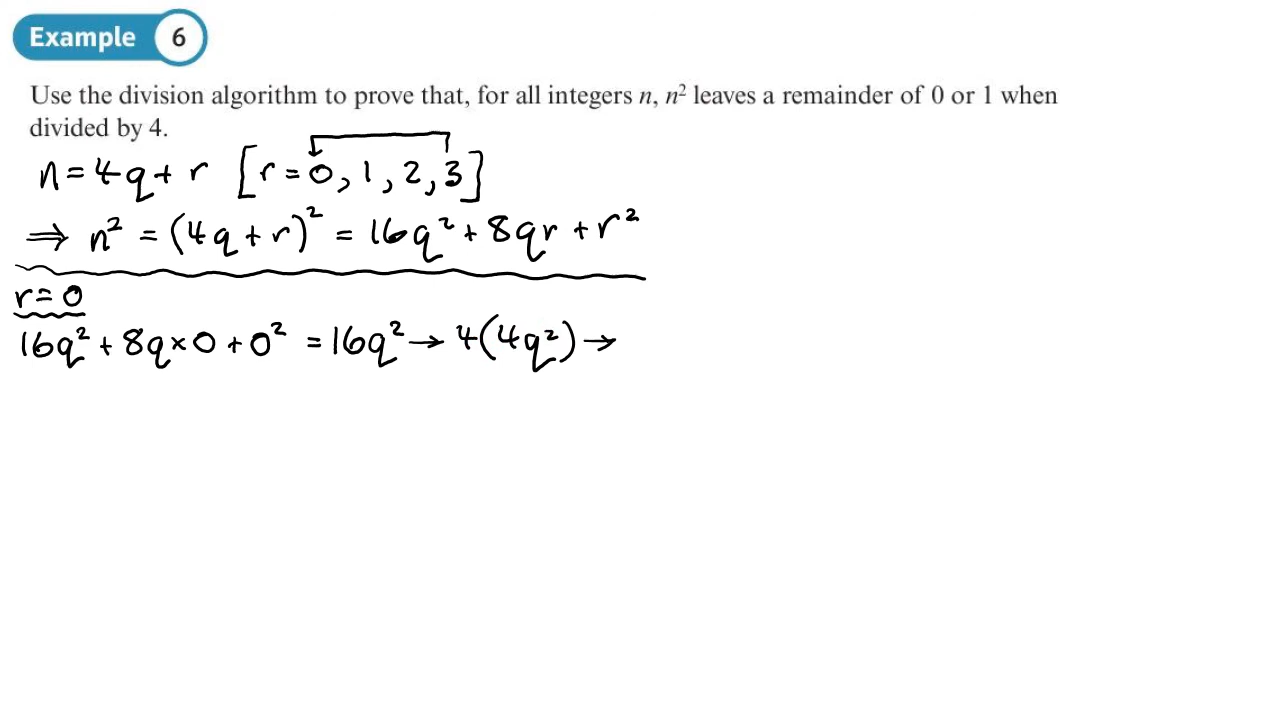 Example 6
Use the division algorithm to prove that, for all integers n, n² leaves a remainder of 0 or 1 when
divided by 4.
n = 4q + r [r = 0, 1, 2, 3]
⇒ n² = (4q + r)² = 16q² + 8qr + r²
r = 0
16q² + 8q × 0 + 0² = 16q² → 4(4q²) →